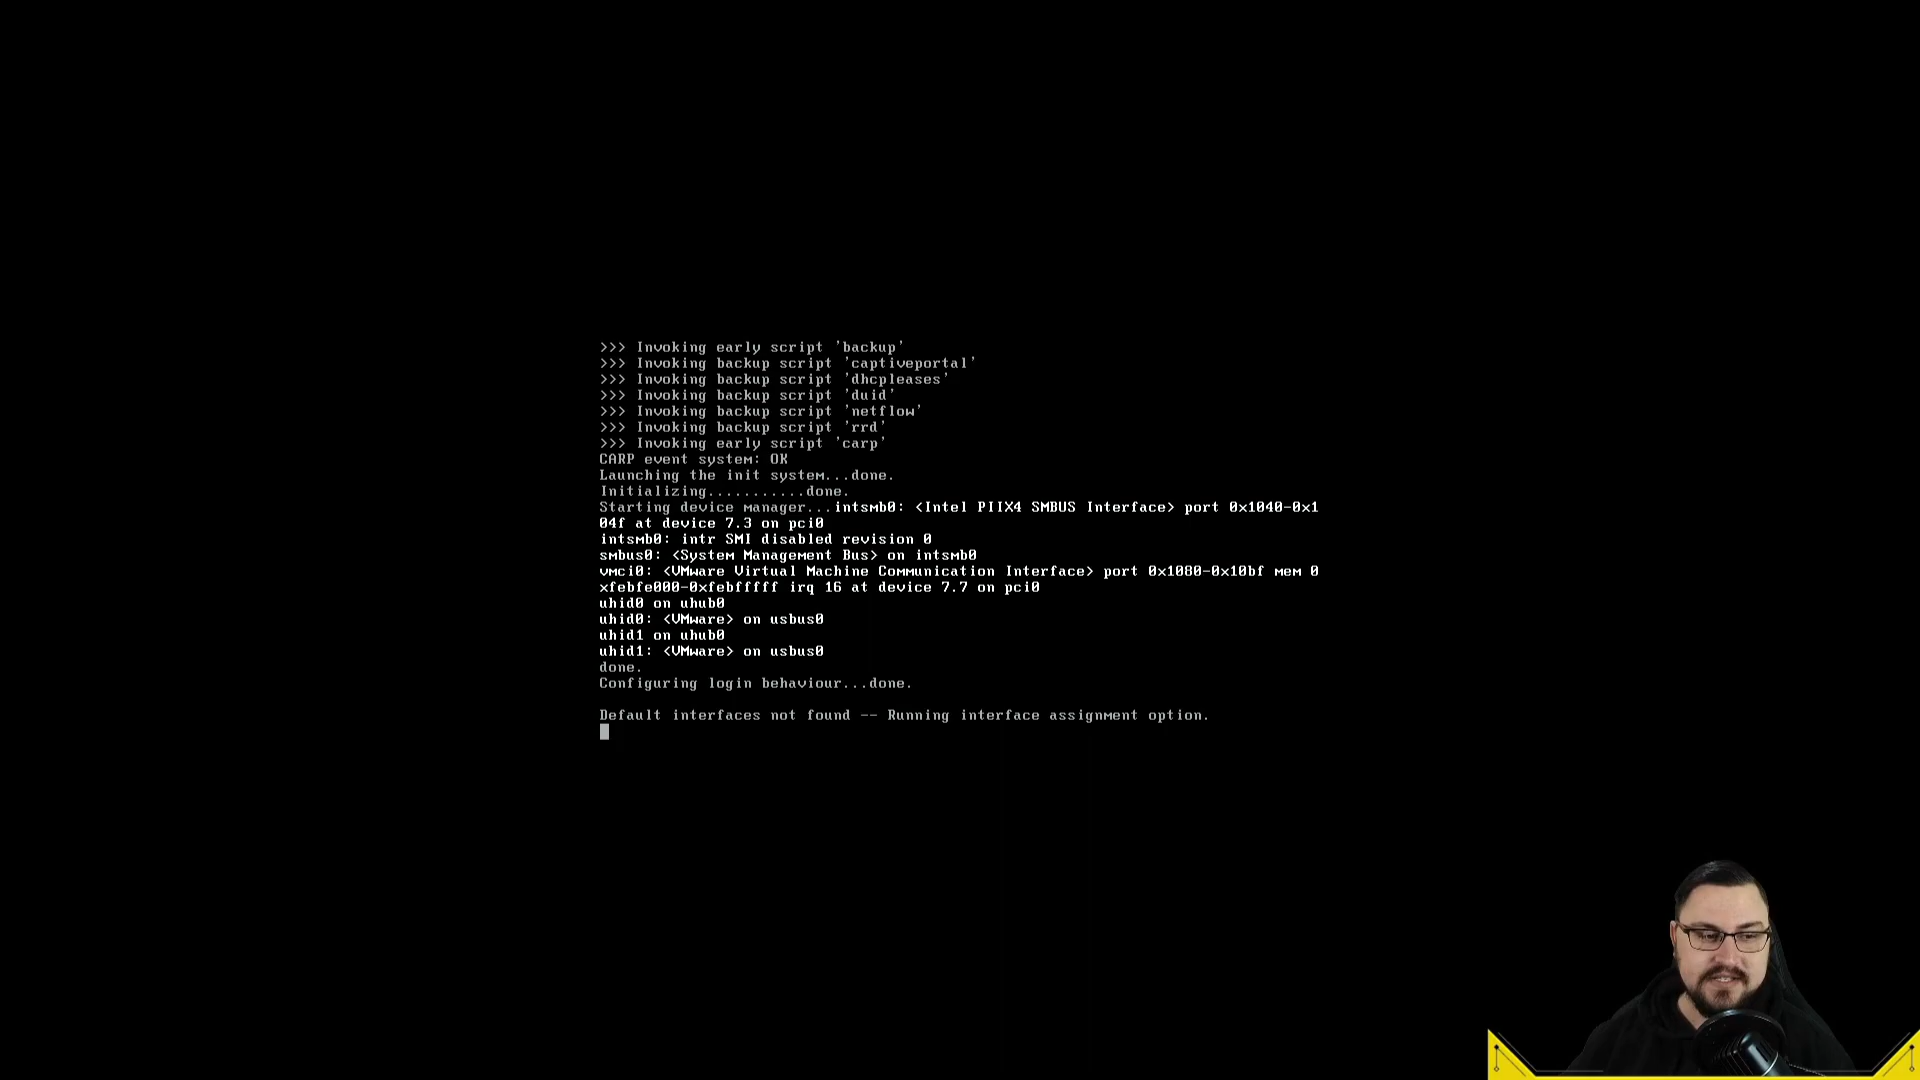 >>> Invoking early script 'backup'
>>> Invoking backup script 'captiveportal'
>>> Invoking backup script 'dhcpleases'
>>> Invoking backup script 'duid'
>>> Invoking backup script 'netflow'
>>> Invoking backup script 'rrd'
>>> Invoking early script 'carp'
CARP event system: OK
Launching the init system...done.
Initializing...........done.
Starting device manager...intsmb0: <Intel PIIX4 SMBUS Interface> port 0x1040-0x1
04f at device 7.3 on pci0
intsmb0: intr SMI disabled revision 0
smbus0: <System Management Bus> on intsmb0
vmci0: <VMware Virtual Machine Communication Interface> port 0x1080-0x10bf mem 0
xfebfe000-0xfebfffff irq 16 at device 7.7 on pci0
uhid0 on uhub0
uhid0: <VMware> on usbus0
uhid1 on uhub0
uhid1: <VMware> on usbus0
done.
Configuring login behaviour...done.
Default interfaces not found -- Running interface assignment option.